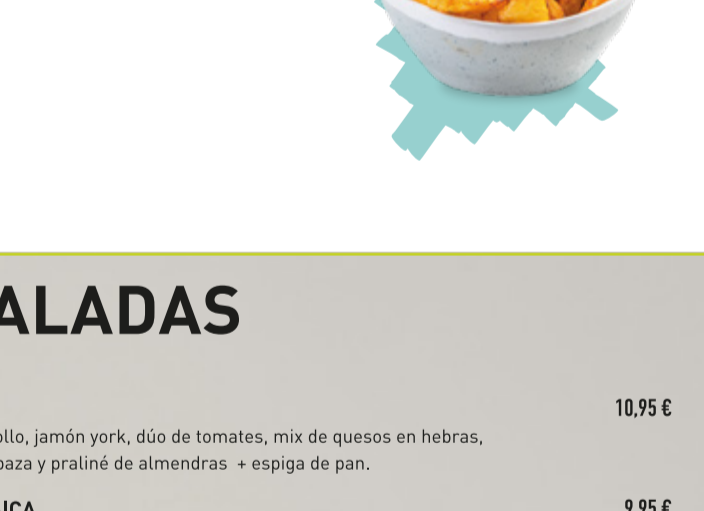 ALADAS
10,95 €
ollo, jamón york, dúo de tomates, mix de quesos en hebras,
baza y praliné de almendras + espiga de pan.
9,95 €